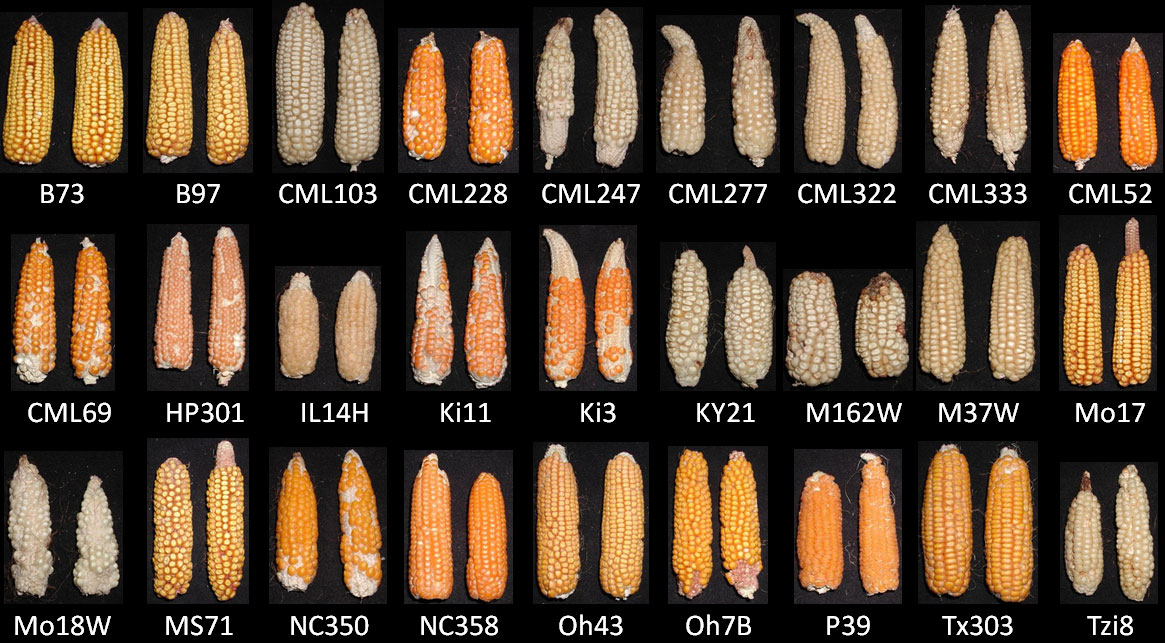 B73 B97 CML103 CML228 CML247 CML277 CML322 CML333 CML52
CML69 HP301 IL14H Ki11 Ki3 KY21 M162W M37W Mo17
Mo18W MS71 NC350 NC358 Oh43 Oh7B P39 Tx303 Tzi8